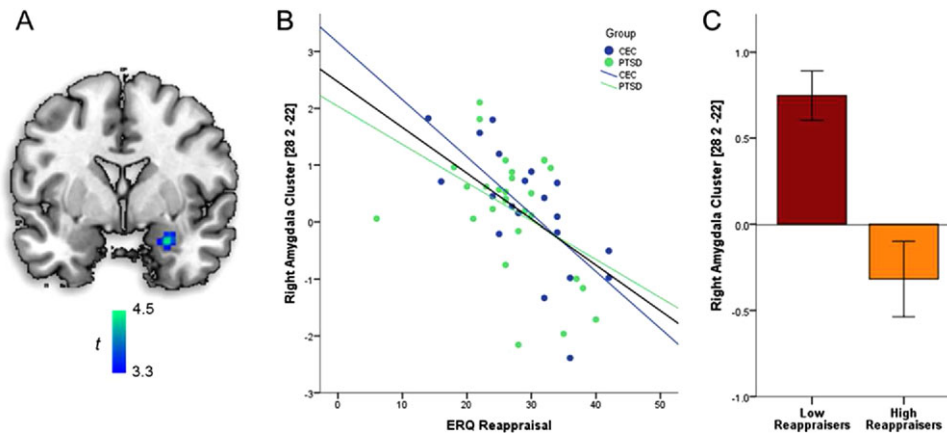 A
4.5
t
3.3
B
Right Amygdala Cluster [28 2 -22]
3
2
1
0
-1
-2
-3
0
10
20
30
40
50
ERQ Reappraisal
Group
CEC
PTSD
CEC
PTSD
C
Right Amygdala Cluster [28 2 -22]
1.0
0.5
0.0
-0.5
-1.0
Low
Reappraisers
High
Reappraisers